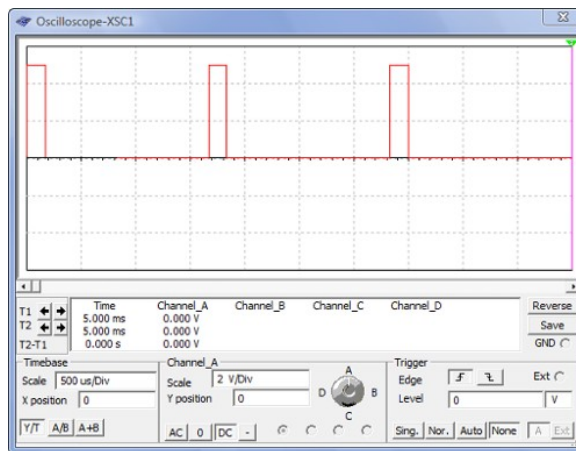 Oscilloscope-XSC1
Time Channel_A Channel_B Channel_C Channel_D Reverse
T1 5.000 ms 0.000 V
T2 5.000 ms 0.000 V Save
T2-T1 0.000 s 0.000 V GND
Timebase Channel_A Trigger
Scale 500 us/Div Scale 2 V/Div A Edge Ext
X position 0 Y position 0 D B Level 0 V
C
Y/T A/B A+B AC 0 DC - Sing. Nor. Auto None A Ext